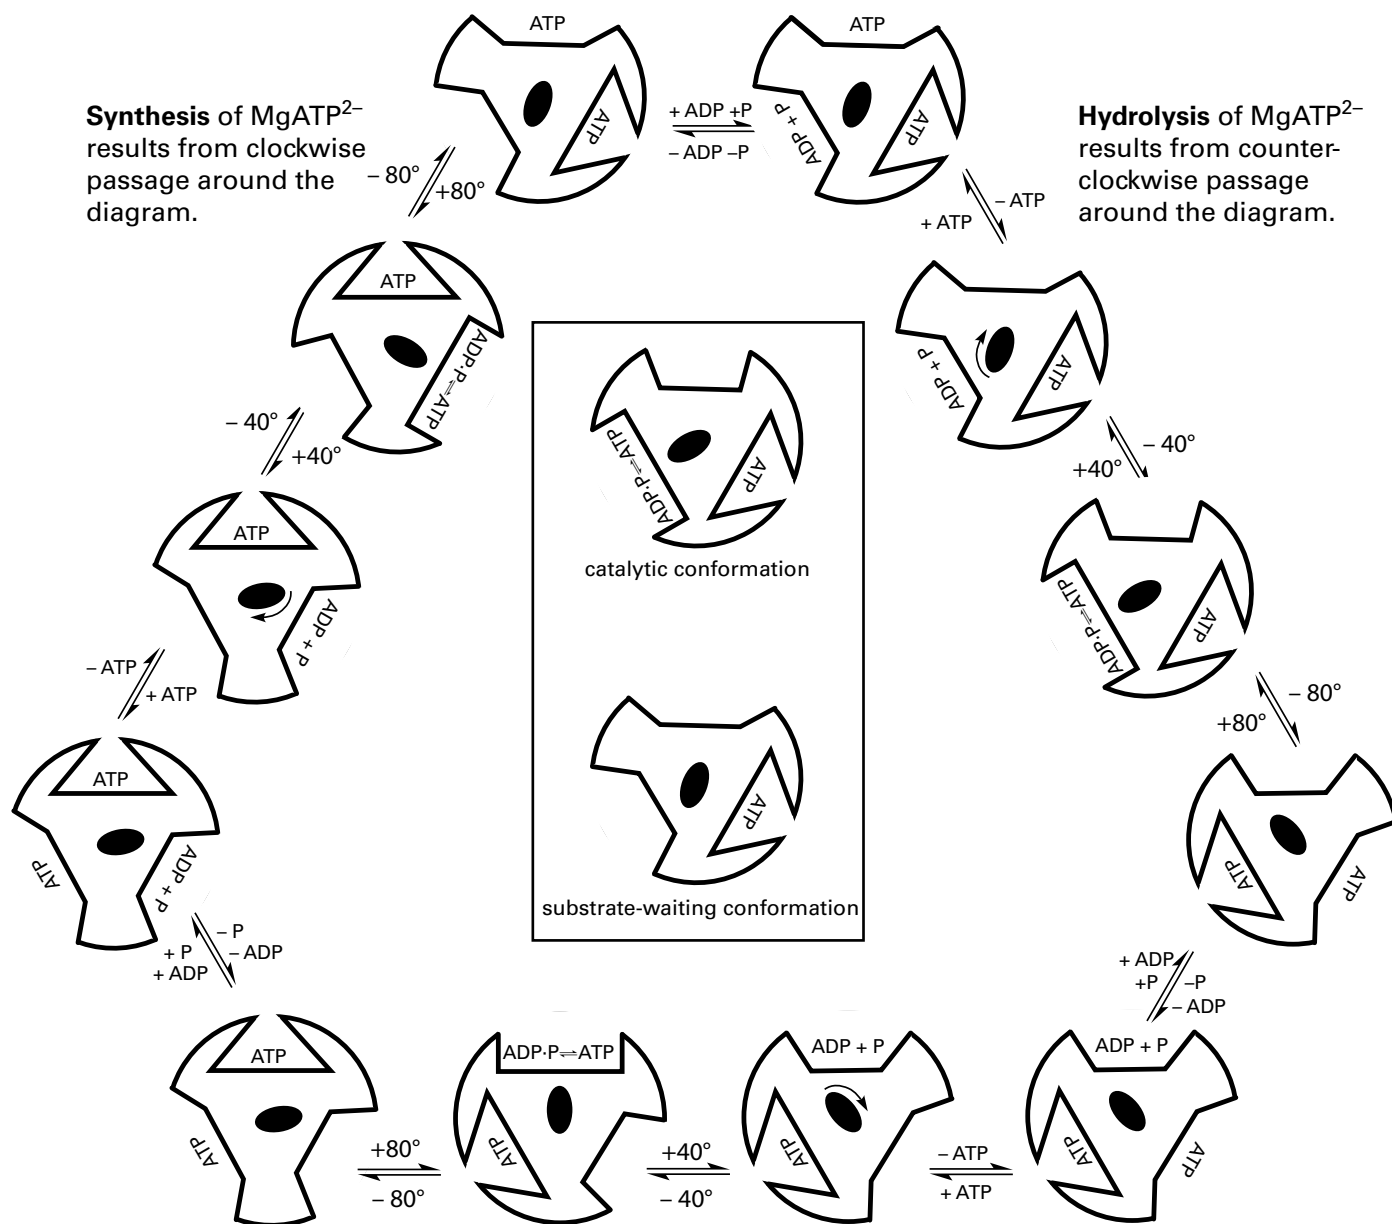 Synthesis of MgATP²⁻
results from clockwise
passage around the
diagram.
Hydrolysis of MgATP²⁻
results from counter-
clockwise passage
around the diagram.
ATP
ATP
+ ADP +P
− ADP −P
ADP + P
ATP
− ATP
+ ATP
ADP + P
ATP
− 40°
+40°
ADP·P⇌ATP
ATP
− 80°
+80°
ATP
ATP
+ ADP
+P
−P
− ADP
ADP + P
ATP
ATP
− ATP
+ ATP
ADP + P
ATP
+40°
− 40°
ADP·P⇌ATP
ATP
+80°
− 80°
ATP
ATP
− P
− ADP
+ P
+ ADP
ATP
ATP
ADP + P
− ATP
+ ATP
ATP
ADP + P
− 40°
+40°
ATP
ADP·P⇌ATP
− 80°
+80°
ADP·P⇌ATP
ATP
catalytic conformation
ATP
substrate-waiting conformation